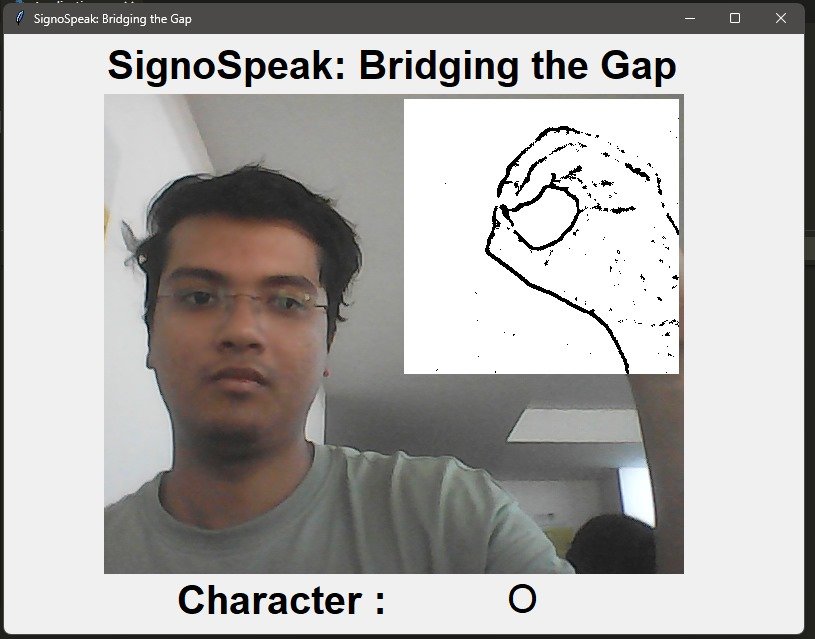 SignoSpeak: Bridging the Gap
SignoSpeak: Bridging the Gap
Character : O